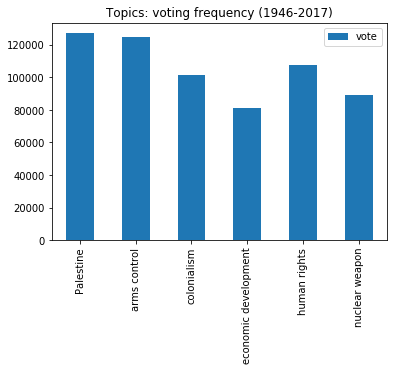 Topics: voting frequency (1946-2017)
vote
120000
100000
80000
60000
40000
20000
0
Palestine
arms control
colonialism
economic development
human rights
nuclear weapon